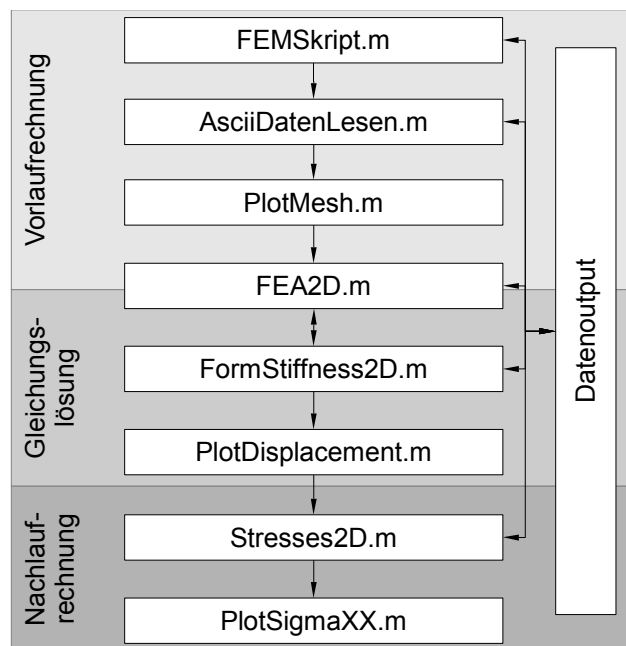 Vorlaufrechnung
FEMSkript.m
AsciiDatenLesen.m
PlotMesh.m
FEA2D.m
Gleichungs-
lösung
FormStiffness2D.m
PlotDisplacement.m
Nachlauf-
rechnung
Stresses2D.m
PlotSigmaXX.m
Datenoutput